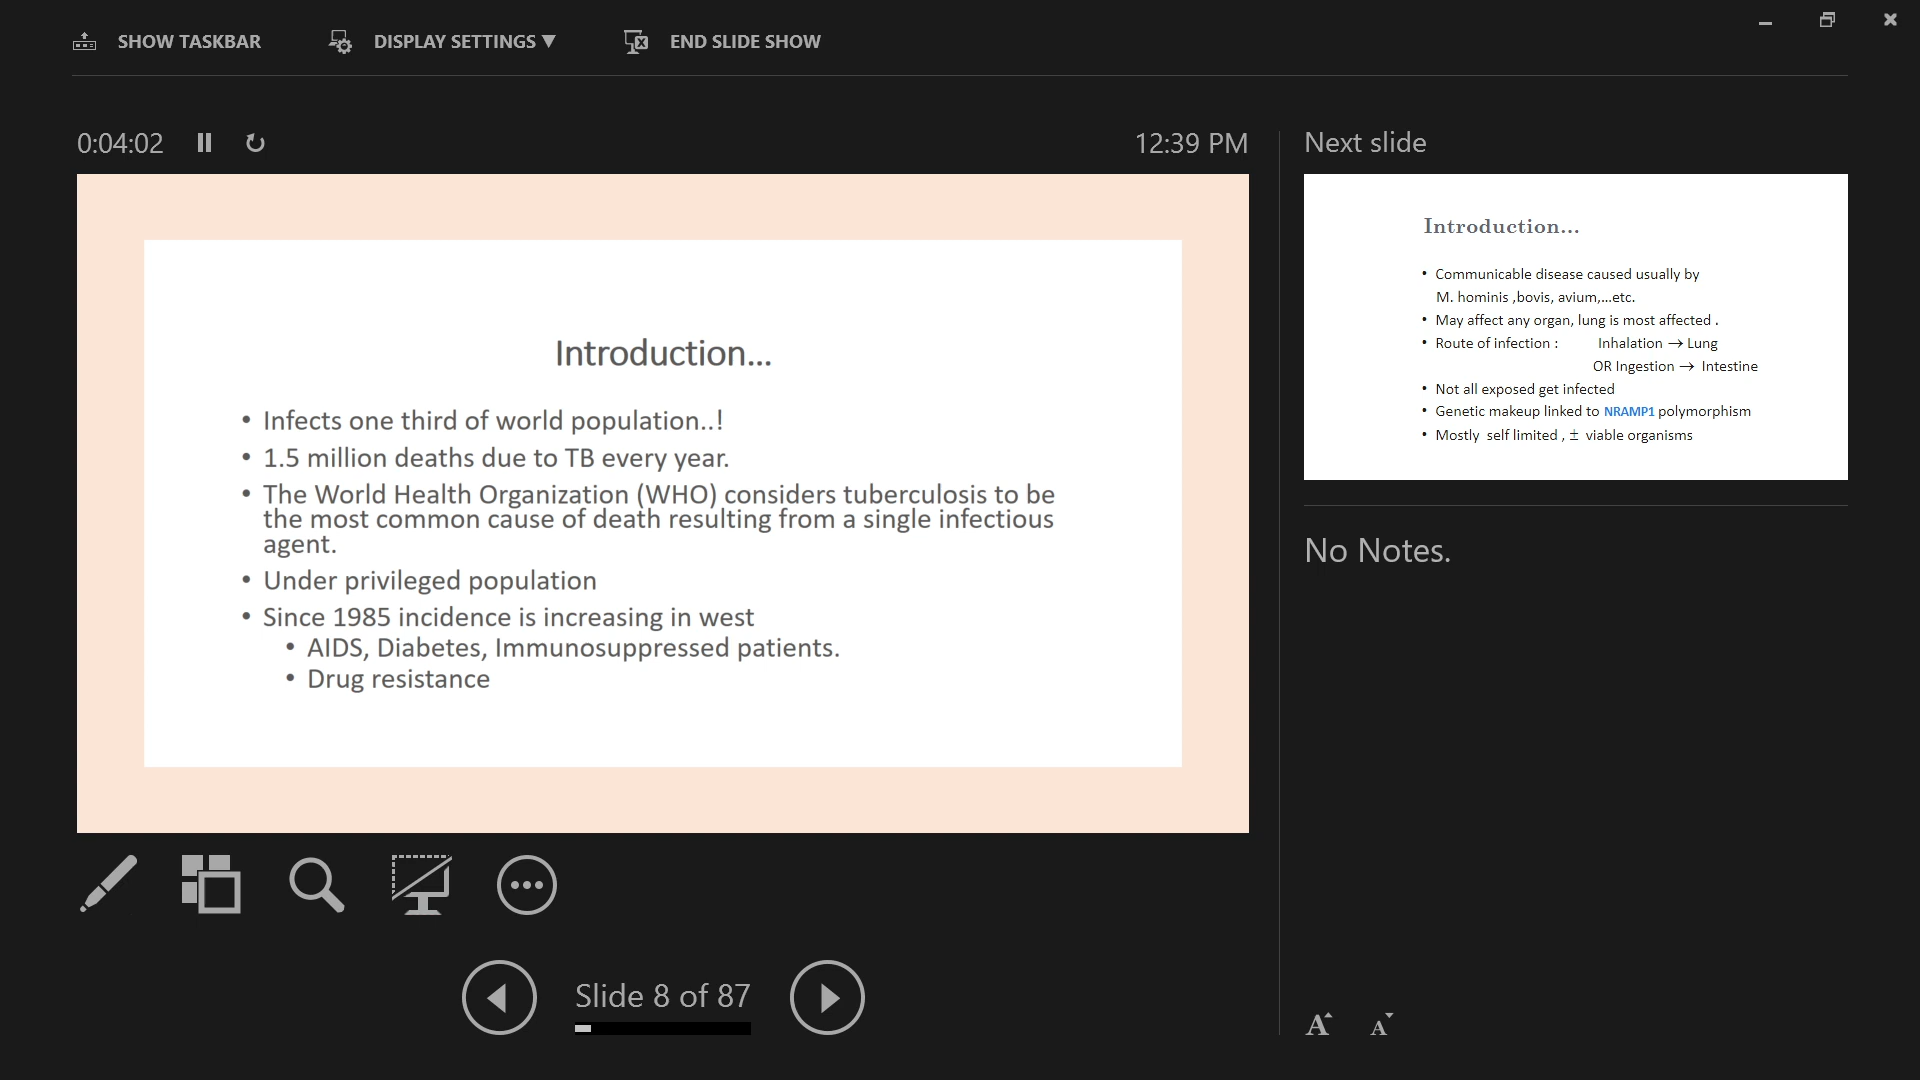 SHOW TASKBAR
DISPLAY SETTINGS ▼
END SLIDE SHOW
0:04:02
12:39 PM
Introduction...
• Infects one third of world population..!
• 1.5 million deaths due to TB every year.
• The World Health Organization (WHO) considers tuberculosis to be
the most common cause of death resulting from a single infectious
agent.
• Under privileged population
• Since 1985 incidence is increasing in west
• AIDS, Diabetes, Immunosuppressed patients.
• Drug resistance
Slide 8 of 87
Next slide
Introduction...
• Communicable disease caused usually by
M. hominis ,bovis, avium,...etc.
• May affect any organ, lung is most affected .
• Route of infection : Inhalation → Lung
OR Ingestion → Intestine
• Not all exposed get infected
• Genetic makeup linked to NRAMP1 polymorphism
• Mostly self limited , ± viable organisms
No Notes.
A A